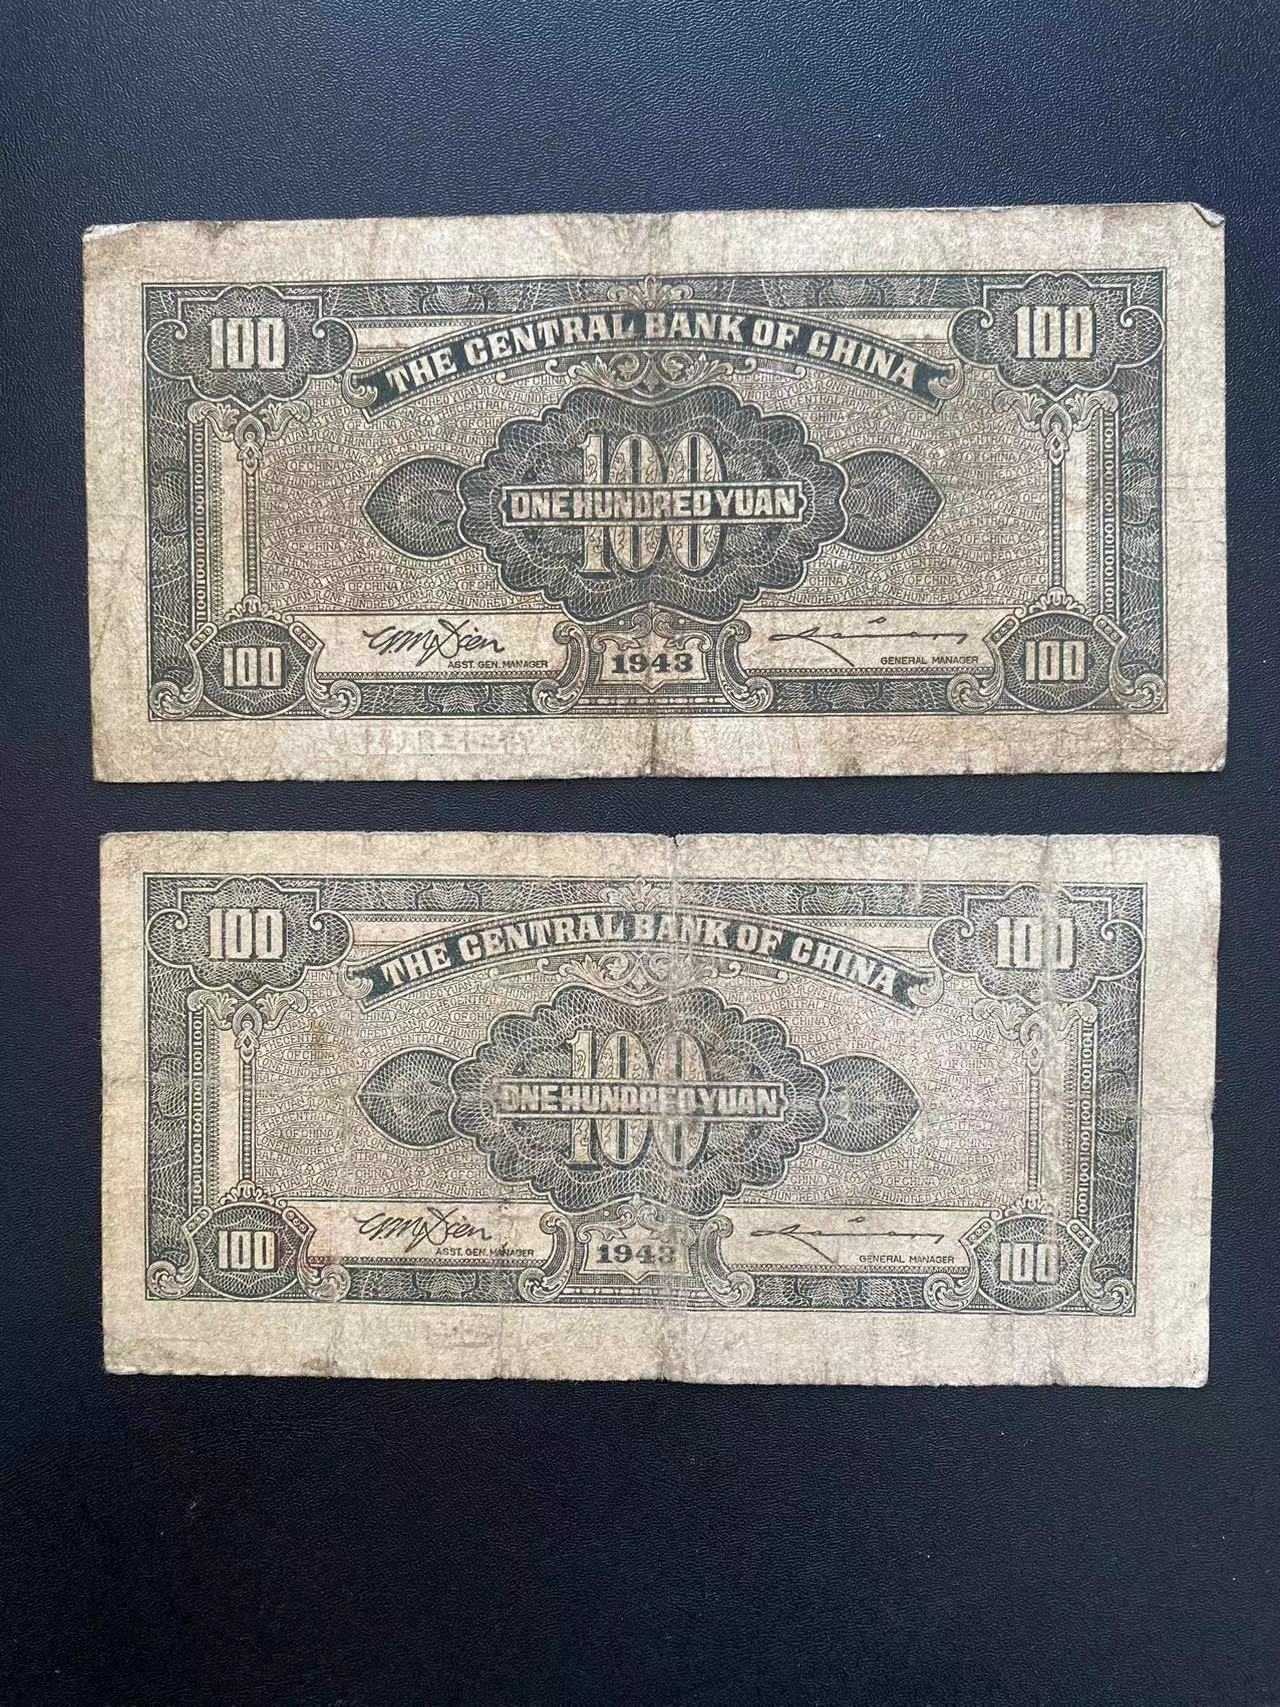 100 100
THE CENTRAL BANK OF CHINA
100
ONE HUNDRED YUAN
ASST. GEN. MANAGER
GENERAL MANAGER
100 1943 100
100 100
THE CENTRAL BANK OF CHINA
100
ONE HUNDRED YUAN
ASST. GEN. MANAGER
GENERAL MANAGER
100 1943 100